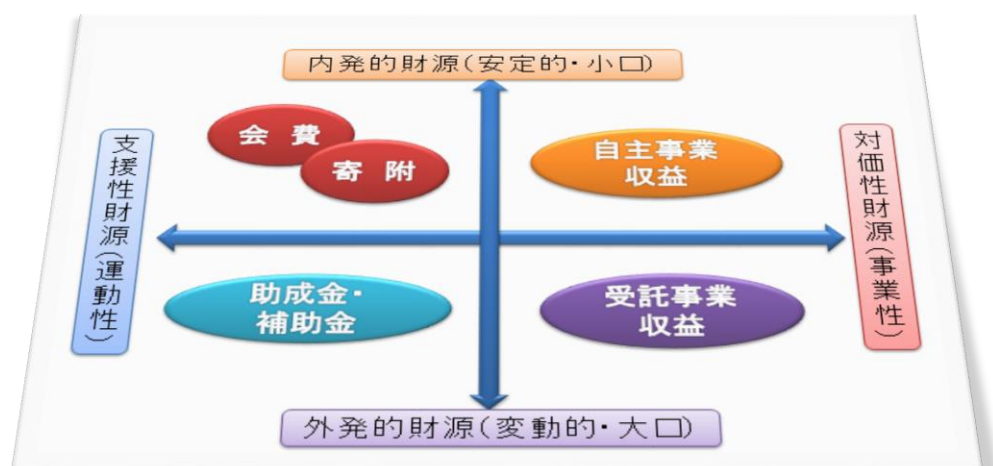 内発的財源(安定的・小口)
支援性財源(運動性)
会費
寄附
自主事業
収益
対価性財源(事業性)
助成金・
補助金
受託事業
収益
外発的財源(変動的・大口)